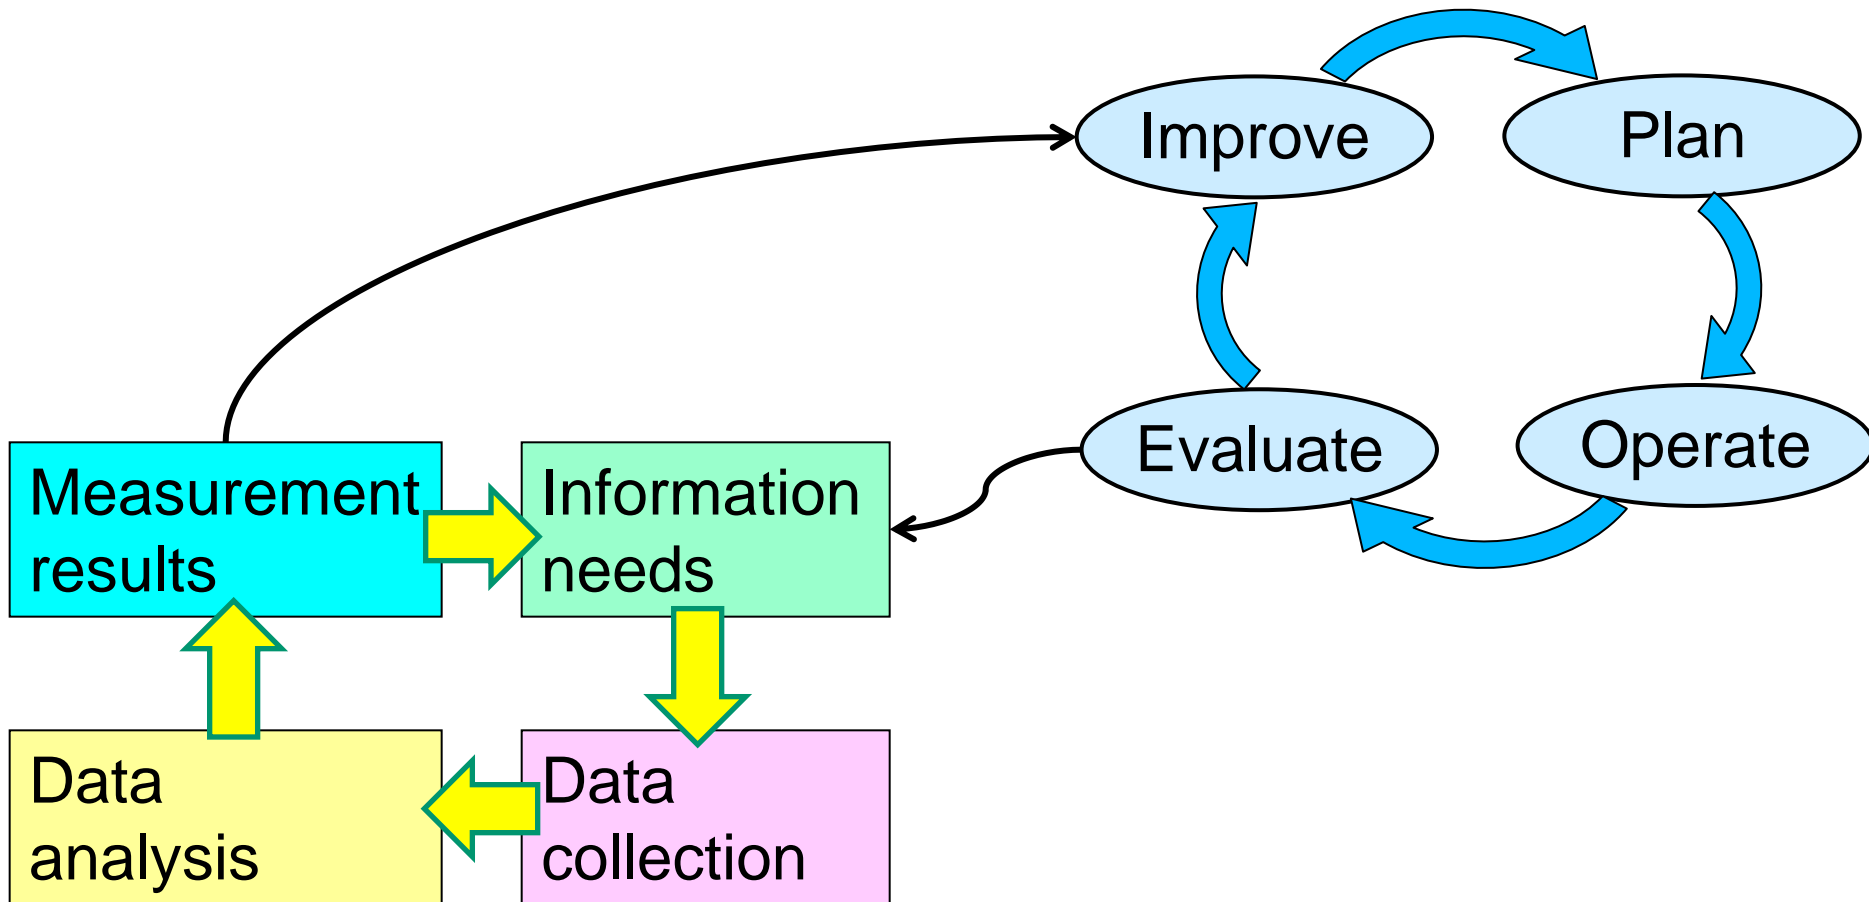 Improve
Plan
Evaluate
Operate
Measurement
results
Information
needs
Data
analysis
Data
collection